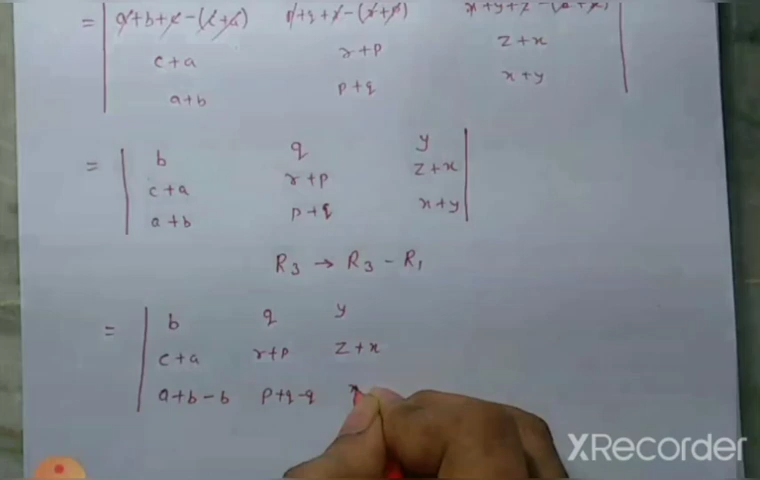 = | a+b+c-(c+a) p+q+r-(r+p) x+y+z-(z+x) |
c+a r+p z+x
a+b p+q x+y
= | b q y |
c+a r+p z+x
a+b p+q x+y
R3 → R3 - R1
= | b q y
c+a r+p z+x
a+b-b p+q-q x
XRecorder